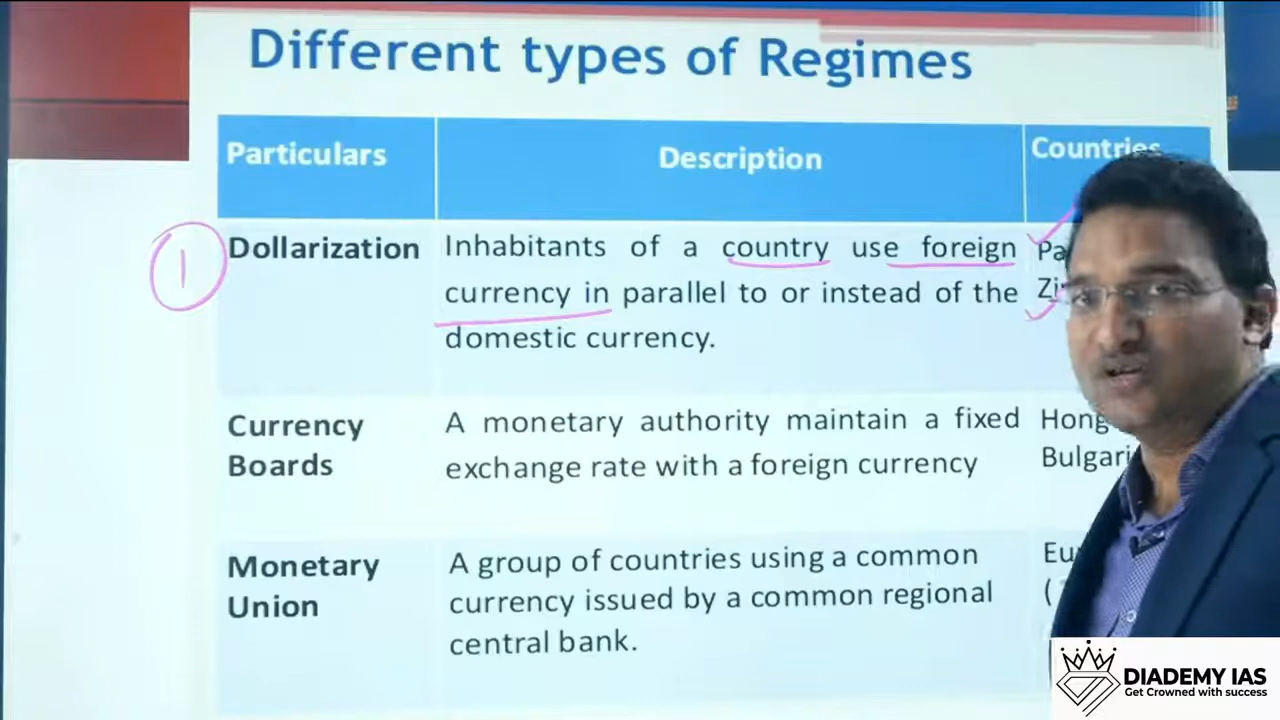 Different types of Regimes
Particulars
Description
Countries
1
Dollarization
Inhabitants of a country use foreign
currency in parallel to or instead of the
domestic currency.
Currency
Boards
A monetary authority maintain a fixed
exchange rate with a foreign currency
Hong
Monetary
Union
A group of countries using a common
currency issued by a common regional
central bank.
DIADEMY IAS
Get Crowned with success